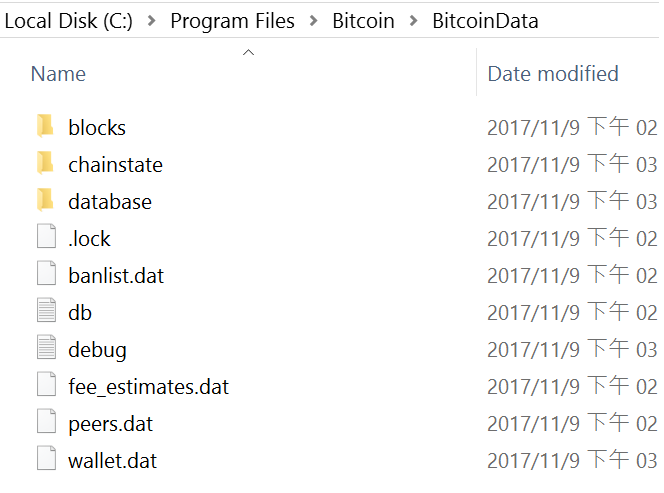 Local Disk (C:) > Program Files > Bitcoin > BitcoinData
Name Date modified
blocks 2017/11/9 下午 02
chainstate 2017/11/9 下午 03
database 2017/11/9 下午 03
.lock 2017/11/9 下午 02
banlist.dat 2017/11/9 下午 02
db 2017/11/9 下午 02
debug 2017/11/9 下午 03
fee_estimates.dat 2017/11/9 下午 02
peers.dat 2017/11/9 下午 02
wallet.dat 2017/11/9 下午 03